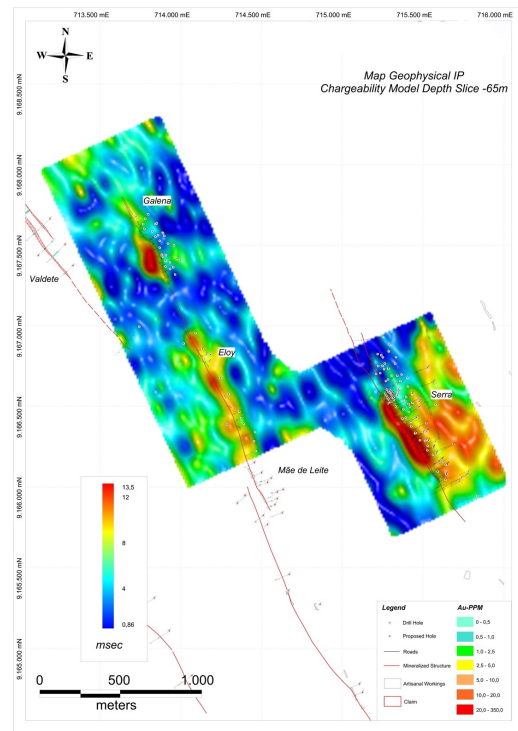 713.500 mE
714.000 mE
714.500 mE
715.000 mE
715.500 mE
716.000 mE
N
W
E
S
Map Geophysical IP
Chargeability Model Depth Slice -65m
9.168.500 mN
9.168.000 mN
9.167.500 mN
9.167.000 mN
9.166.500 mN
9.166.000 mN
9.165.500 mN
9.165.000 mN
Galena
Valdete
Eloy
Serra
Mãe de Leite
13,5
12
8
4
0,86
msec
0 500 1.000
meters
Legend
Drill Hole
Proposed Hole
Roads
Mineralized Structure
Artisanal Workings
Claim
Au-PPM
0 - 0,5
0,5 - 1,0
1,0 - 2,5
2,5 - 5,0
5,0 - 10,0
10,0 - 20,0
20,0 - 350,0